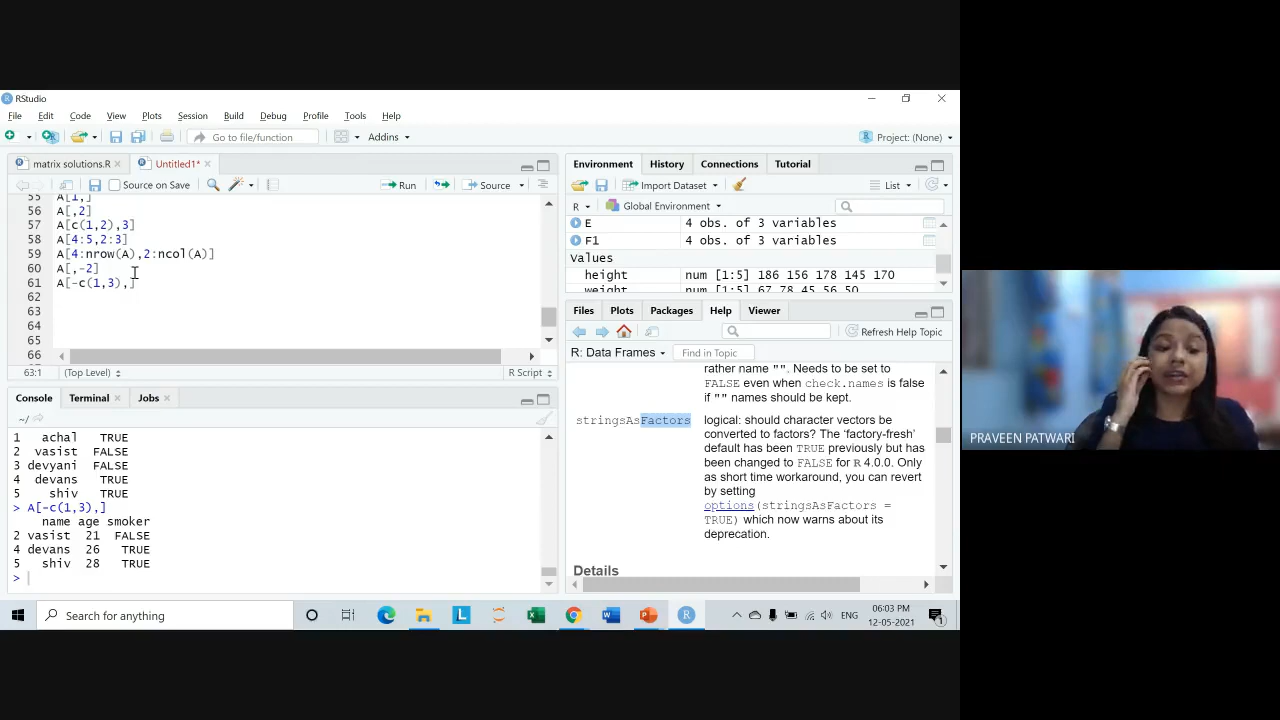 RStudio
File Edit Code View Plots Session Build Debug Profile Tools Help
Go to file/function
Addins
Project: (None)
matrix solutions.R
Untitled1*
Source on Save
Run
Source
55 A[1,]
56 A[,2]
57 A[c(1,2),3]
58 A[4:5,2:3]
59 A[4:nrow(A),2:ncol(A)]
60 A[,-2]
61 A[-c(1,3),]
62
63
64
65
66
63:1 (Top Level) R Script
Console Terminal Jobs
~/
1 achal TRUE
2 vasist FALSE
3 devyani FALSE
4 devans TRUE
5 shiv TRUE
> A[-c(1,3),]
name age smoker
2 vasist 21 FALSE
4 devans 26 TRUE
5 shiv 28 TRUE
>
Environment History Connections Tutorial
Import Dataset
List
R Global Environment
E 4 obs. of 3 variables
F1 4 obs. of 3 variables
Values
height num [1:5] 186 156 178 145 170
weight num [1:5] 67 78 45 56 50
Files Plots Packages Help Viewer
Refresh Help Topic
R: Data Frames
Find in Topic
rather name "". Needs to be set to
FALSE even when check.names is false
if "" names should be kept.
stringsAsFactors logical: should character vectors be
converted to factors? The ‘factory-fresh’
default has been TRUE previously but has
been changed to FALSE for R 4.0.0. Only
as short time workaround, you can revert
by setting
options(stringsAsFactors =
TRUE) which now warns about its
deprecation.
Details
PRAVEEN PATWARI
Search for anything
ENG
06:03 PM
12-05-2021